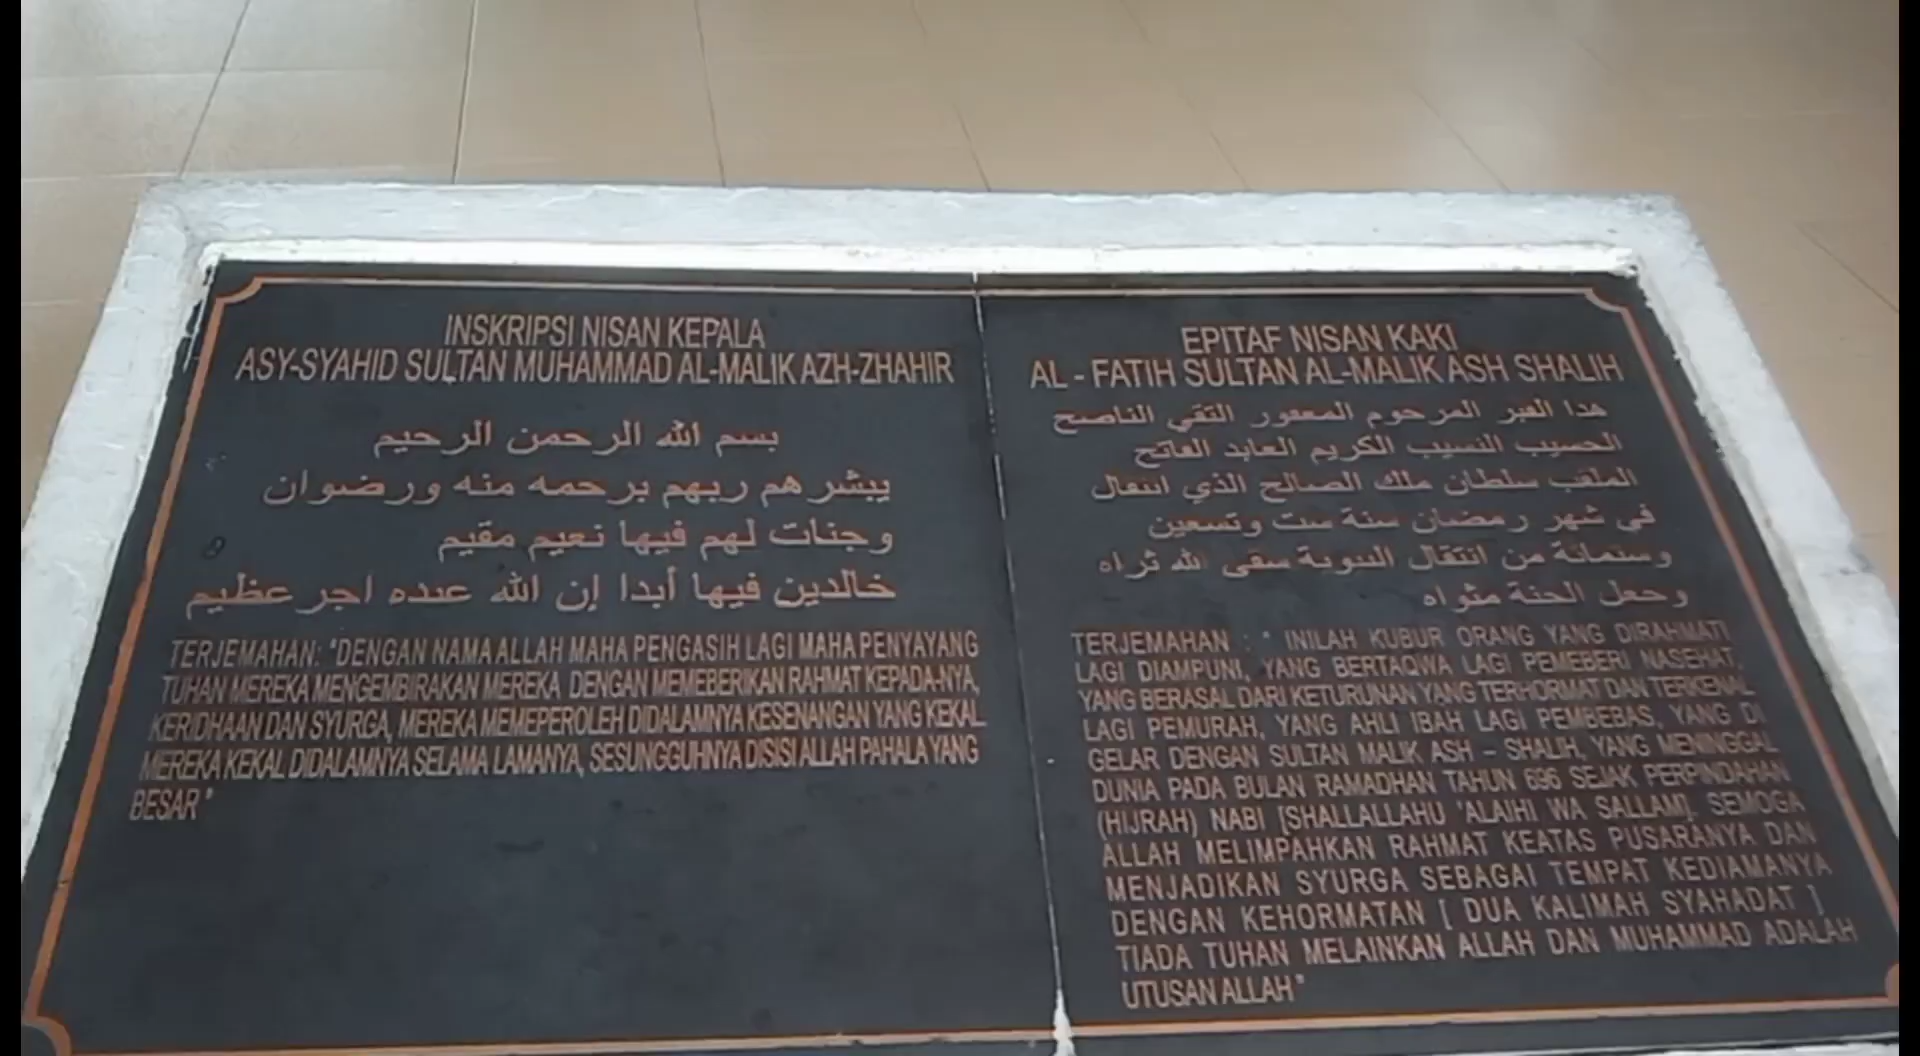 INSKRIPSI NISAN KEPALA
ASY-SYAHID SULTAN MUHAMMAD AL-MALIK AZH-ZHAHIR
بسم الله الرحمن الرحيم
يبشرهم ربهم برحمه منه ورضوان
وجنات لهم فيها نعيم مقيم
خالدين فيها أبدا إن الله عنده اجر عظيم
TERJEMAHAN: "DENGAN NAMA ALLAH MAHA PENGASIH LAGI MAHA PENYAYANG
TUHAN MEREKA MENGEMBIRAKAN MEREKA DENGAN MEMEBERIKAN RAHMAT KEPADA-NYA,
KERIDHAAN DAN SYURGA, MEREKA MEMEPEROLEH DIDALAMNYA KESENANGAN YANG KEKAL
MEREKA KEKAL DIDALAMNYA SELAMA LAMANYA, SESUNGGUHNYA DISISI ALLAH PAHALA YANG
BESAR "
EPITAF NISAN KAKI
AL - FATIH SULTAN AL-MALIK ASH SHALIH
هذا القبر المرحوم المغفور التقي الناصح
الحسيب النسيب الكريم العابد الفاتح
الملقب سلطان ملك الصالح الذي انتقال
في شهر رمضان سنة ست وتسعين
وستمائة من انتقال النبوية سقى الله ثراه
وجعل الجنة مثواه
TERJEMAHAN : " INILAH KUBUR ORANG YANG DIRAHMATI
LAGI DIAMPUNI, YANG BERTAQWA LAGI PEMEBERI NASEHAT,
YANG BERASAL DARI KETURUNAN YANG TERHORMAT DAN TERKENAL
LAGI PEMURAH, YANG AHLI IBAH LAGI PEMBEBAS, YANG DI
GELAR DENGAN SULTAN MALIK ASH – SHALIH, YANG MENINGGAL
DUNIA PADA BULAN RAMADHAN TAHUN 696 SEJAK PERPINDAHAN
(HIJRAH) NABI [SHALLALLAHU 'ALAIHI WA SALLAM]. SEMOGA
ALLAH MELIMPAHKAN RAHMAT KEATAS PUSARANYA DAN
MENJADIKAN SYURGA SEBAGAI TEMPAT KEDIAMANYA
DENGAN KEHORMATAN [ DUA KALIMAH SYAHADAT ]
TIADA TUHAN MELAINKAN ALLAH DAN MUHAMMAD ADALAH
UTUSAN ALLAH"